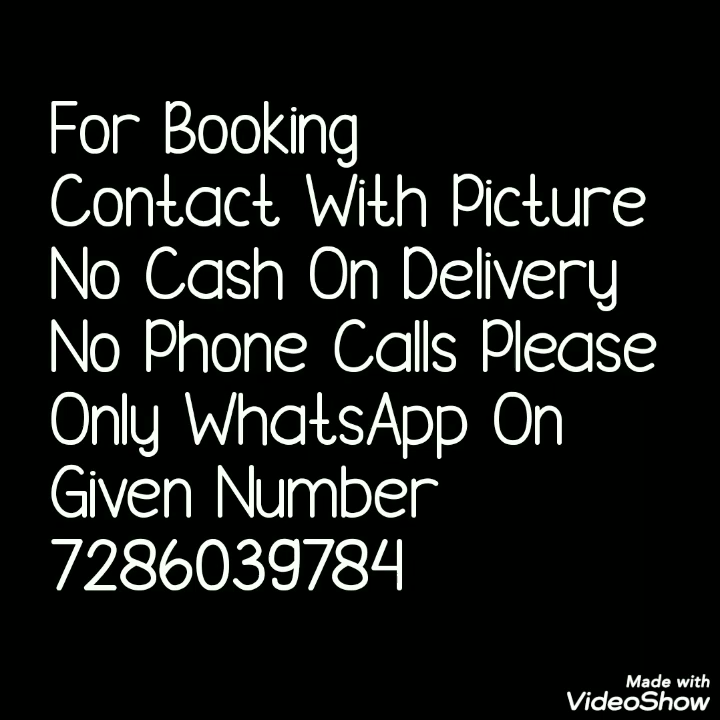 For Booking
Contact With Picture
No Cash On Delivery
No Phone Calls Please
Only WhatsApp On
Given Number
7286039784
Made with
VideoShow